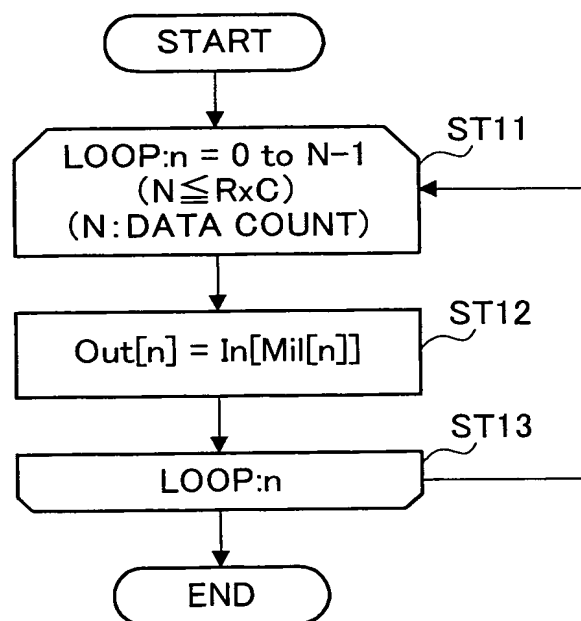 START
ST11
LOOP:n = 0 to N-1
(N≦RxC)
(N:DATA COUNT)
ST12
Out[n] = In[Mil[n]]
ST13
LOOP:n
END